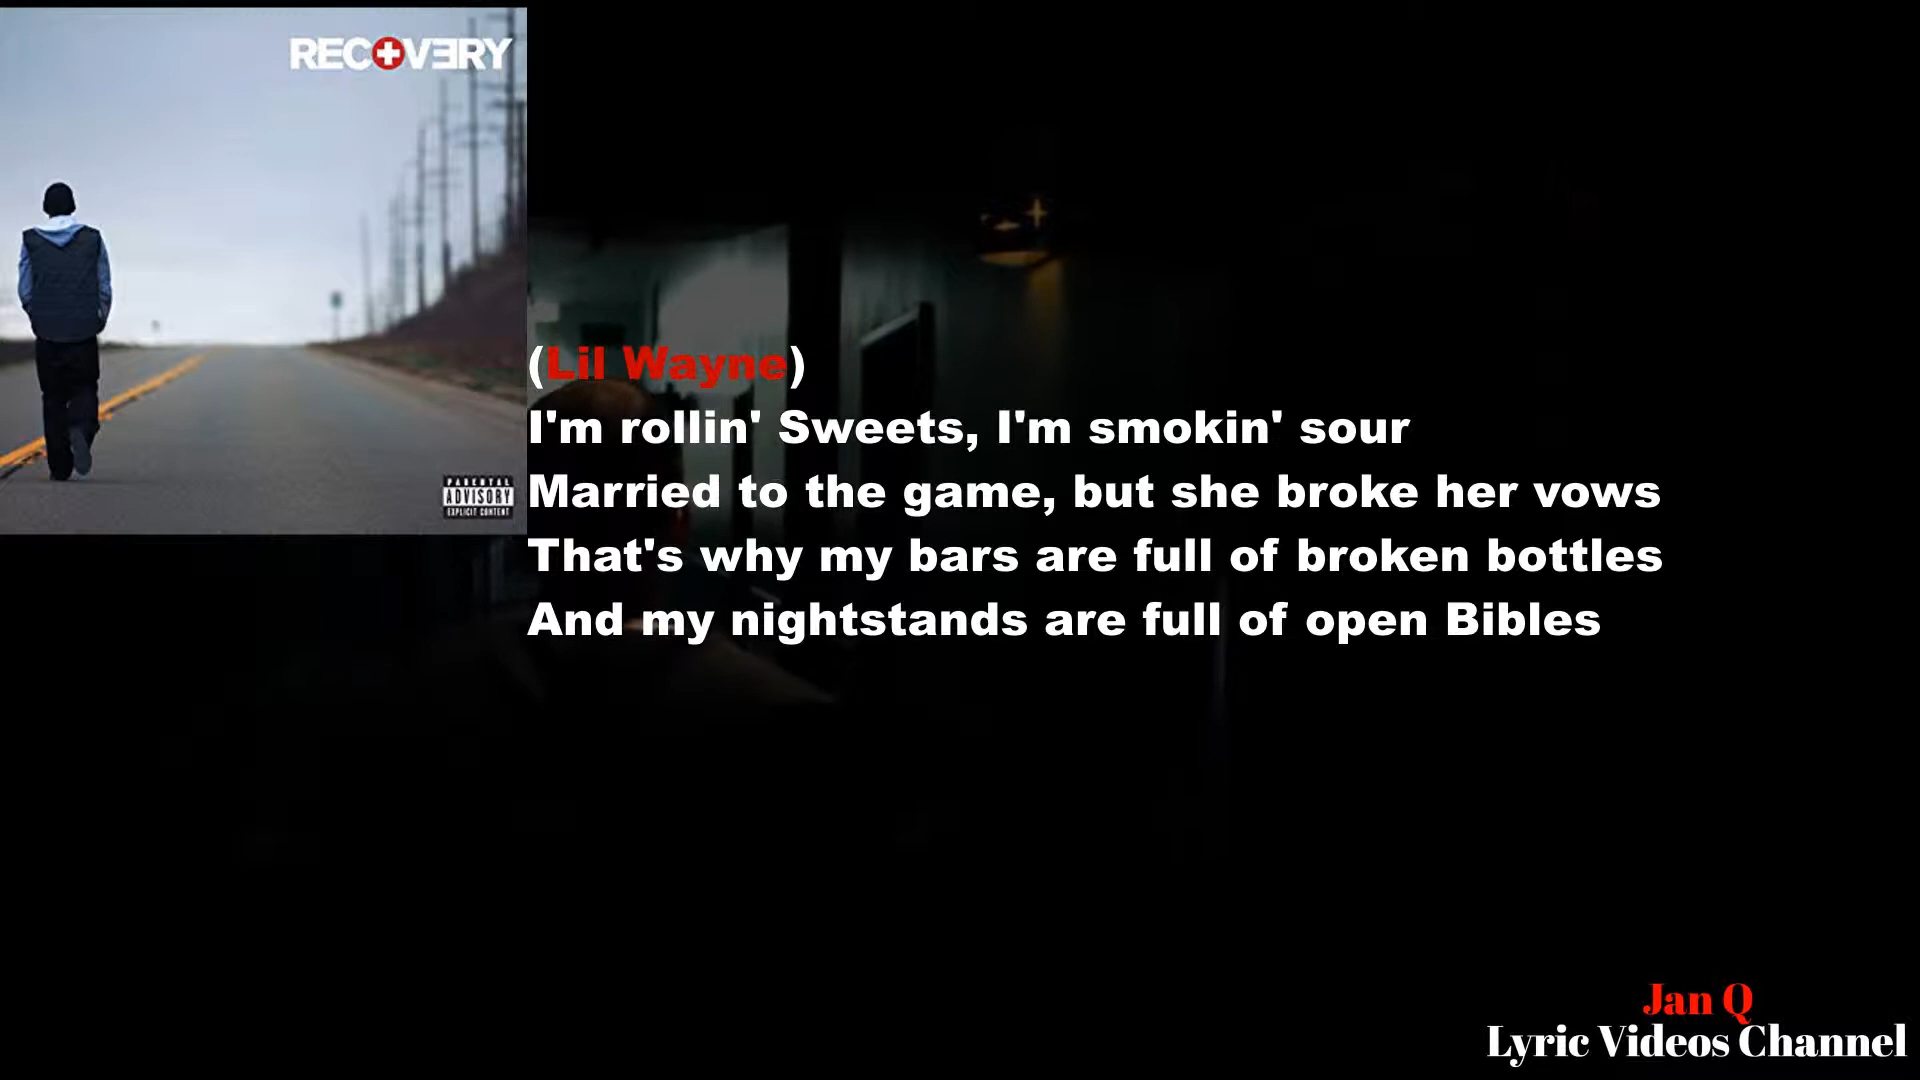 RECOVERY
PARENTAL
ADVISORY
EXPLICIT CONTENT
(Lil Wayne)
I'm rollin' Sweets, I'm smokin' sour
Married to the game, but she broke her vows
That's why my bars are full of broken bottles
And my nightstands are full of open Bibles
Jan Q
Lyric Videos Channel